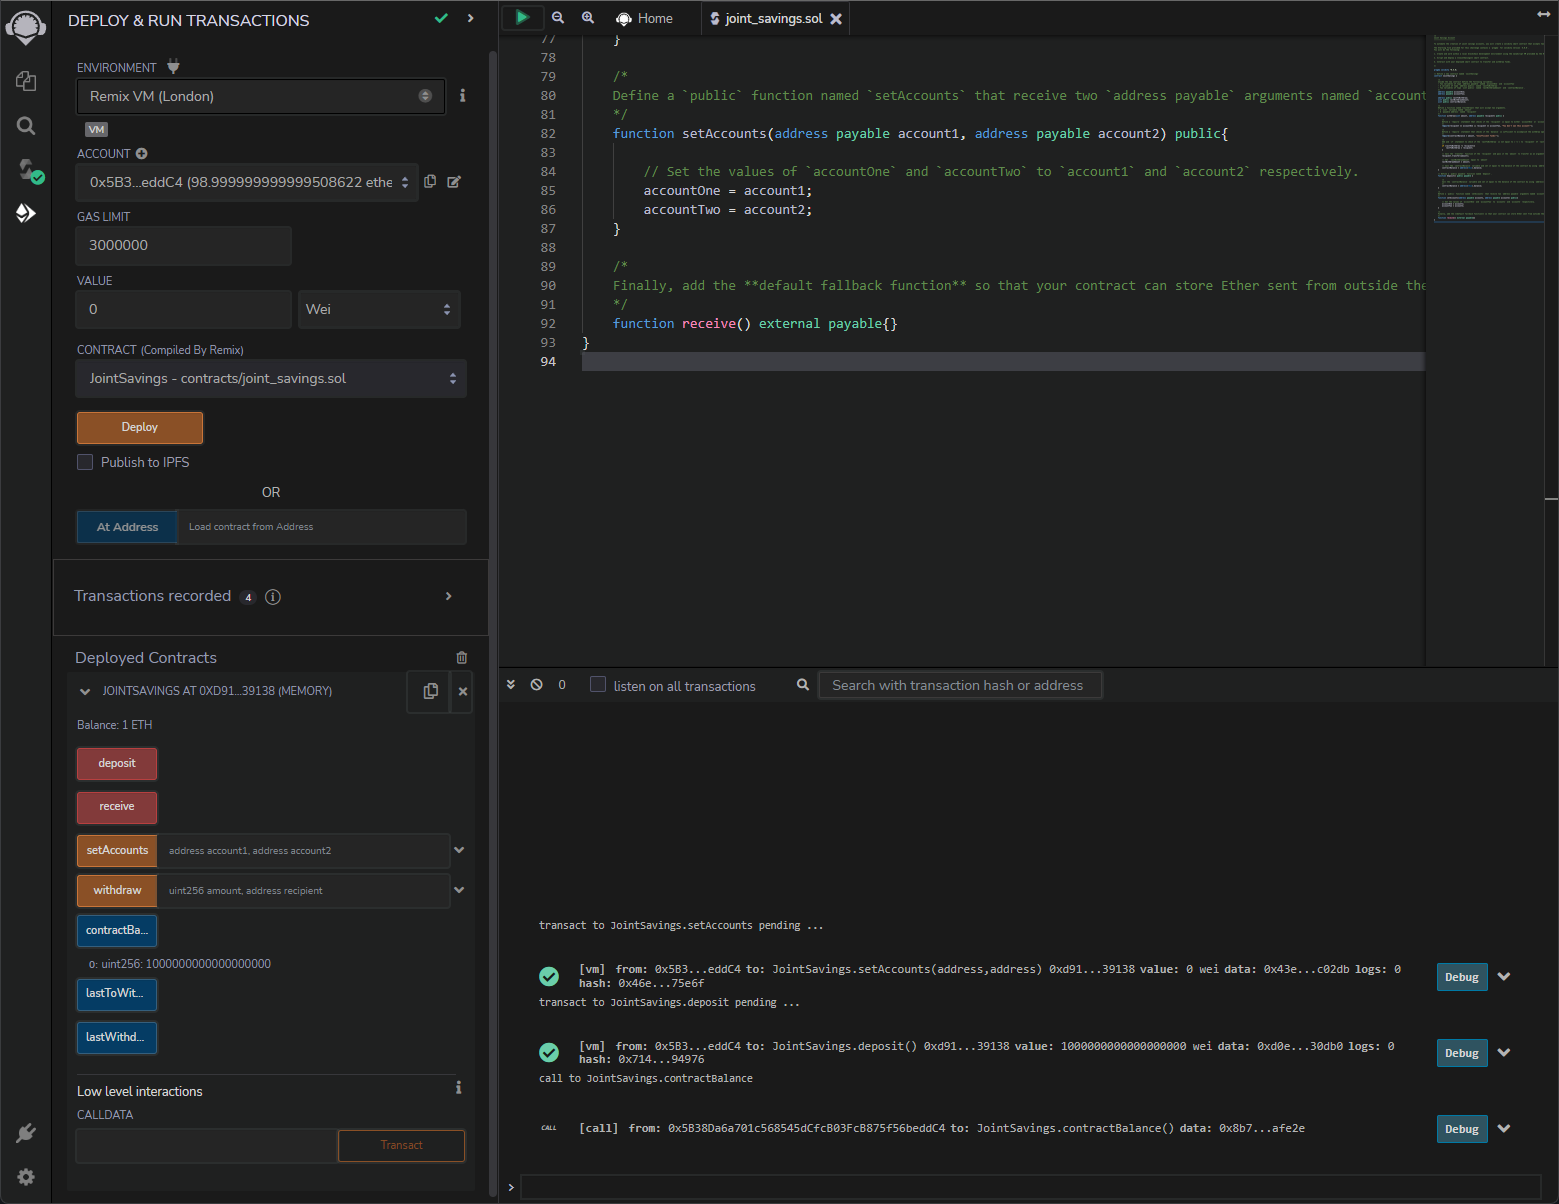 DEPLOY & RUN TRANSACTIONS
ENVIRONMENT
Remix VM (London)
VM
ACCOUNT
0x5B3...eddC4 (98.999999999999508622 ethe
GAS LIMIT
3000000
VALUE
0
Wei
CONTRACT (Compiled By Remix)
JointSavings - contracts/joint_savings.sol
Deploy
Publish to IPFS
OR
At Address
Load contract from Address
Transactions recorded 4
Deployed Contracts
JOINTSAVINGS AT 0XD91...39138 (MEMORY)
Balance: 1 ETH
deposit
receive
setAccounts
address account1, address account2
withdraw
uint256 amount, address recipient
contractBa...
0: uint256: 1000000000000000000
lastToWit...
lastWithd...
Low level interactions
CALLDATA
Transact
Home
joint_savings.sol
77 }
78
79 /*
80 Define a `public` function named `setAccounts` that receive two `address payable` arguments named `account
81 */
82 function setAccounts(address payable account1, address payable account2) public{
83
84 // Set the values of `accountOne` and `accountTwo` to `account1` and `account2` respectively.
85 accountOne = account1;
86 accountTwo = account2;
87 }
88
89 /*
90 Finally, add the **default fallback function** so that your contract can store Ether sent from outside the
91 */
92 function receive() external payable{}
93 }
94
0
listen on all transactions
Search with transaction hash or address
transact to JointSavings.setAccounts pending ...
[vm] from: 0x5B3...eddC4 to: JointSavings.setAccounts(address,address) 0xd91...39138 value: 0 wei data: 0x43e...c02db logs: 0
hash: 0x46e...75e6f
Debug
transact to JointSavings.deposit pending ...
[vm] from: 0x5B3...eddC4 to: JointSavings.deposit() 0xd91...39138 value: 1000000000000000000 wei data: 0xd0e...30db0 logs: 0
hash: 0x714...94976
Debug
call to JointSavings.contractBalance
CALL
[call] from: 0x5B38Da6a701c568545dCfcB03FcB875f56beddC4 to: JointSavings.contractBalance() data: 0x8b7...afe2e
Debug
>